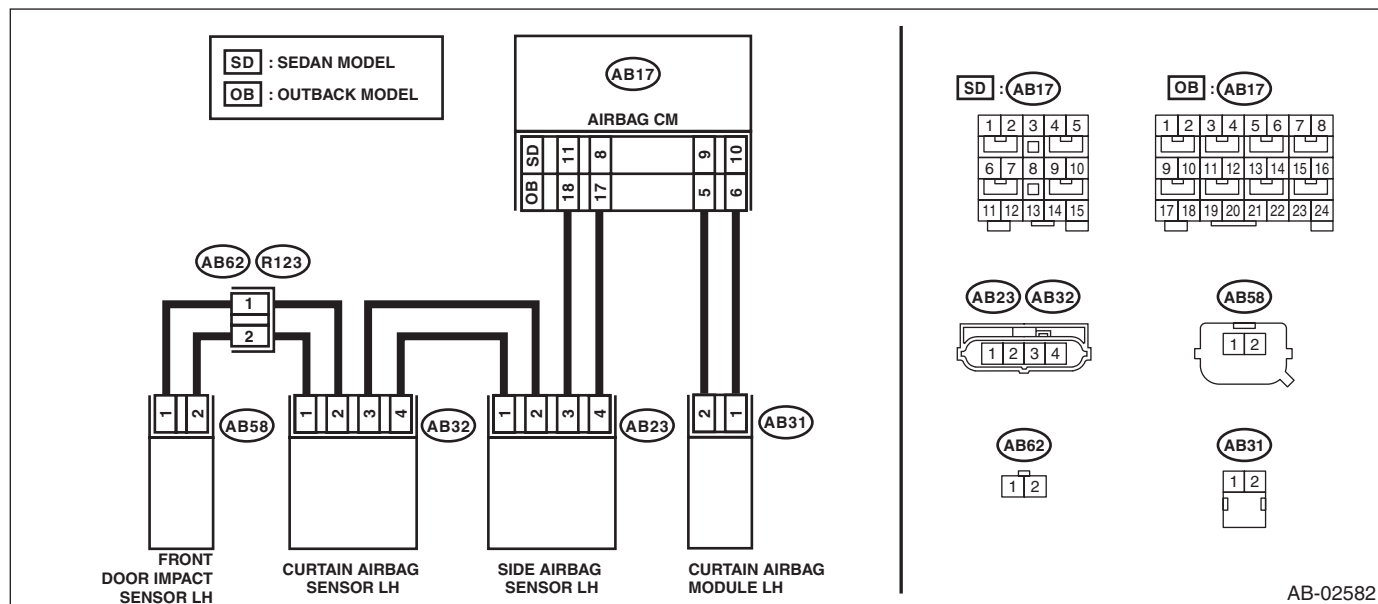 SD : SEDAN MODEL
OB : OUTBACK MODEL
AB17
AIRBAG CM
SD 11 8 9 10
OB 18 17 5 6
AB62 R123
1
2
1 2 AB58
1 2 3 4 AB32
1 2 3 4 AB23
2 1 AB31
FRONT
DOOR IMPACT
SENSOR LH
CURTAIN AIRBAG
SENSOR LH
SIDE AIRBAG
SENSOR LH
CURTAIN AIRBAG
MODULE LH
SD : AB17
1 2 3 4 5
6 7 8 9 10
11 12 13 14 15
OB : AB17
1 2 3 4 5 6 7 8
9 10 11 12 13 14 15 16
17 18 19 20 21 22 23 24
AB23 AB32
1 2 3 4
AB58
1 2
AB62
1 2
AB31
1 2
AB-02582